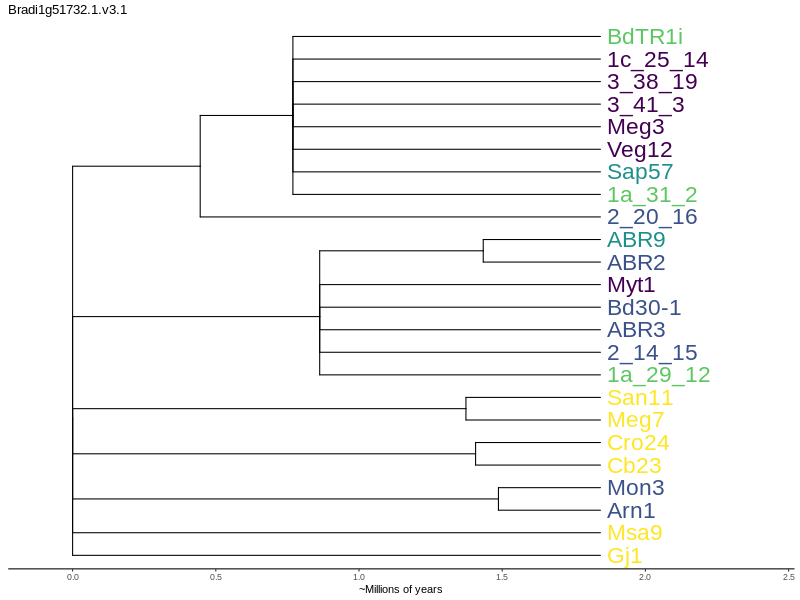 Bradi1g51732.1.v3.1
BdTR1i
1c_25_14
3_38_19
3_41_3
Meg3
Veg12
Sap57
1a_31_2
2_20_16
ABR9
ABR2
Myt1
Bd30-1
ABR3
2_14_15
1a_29_12
San11
Meg7
Cro24
Cb23
Mon3
Arn1
Msa9
Gj1
0.0 0.5 1.0 1.5 2.0 2.5
~Millions of years